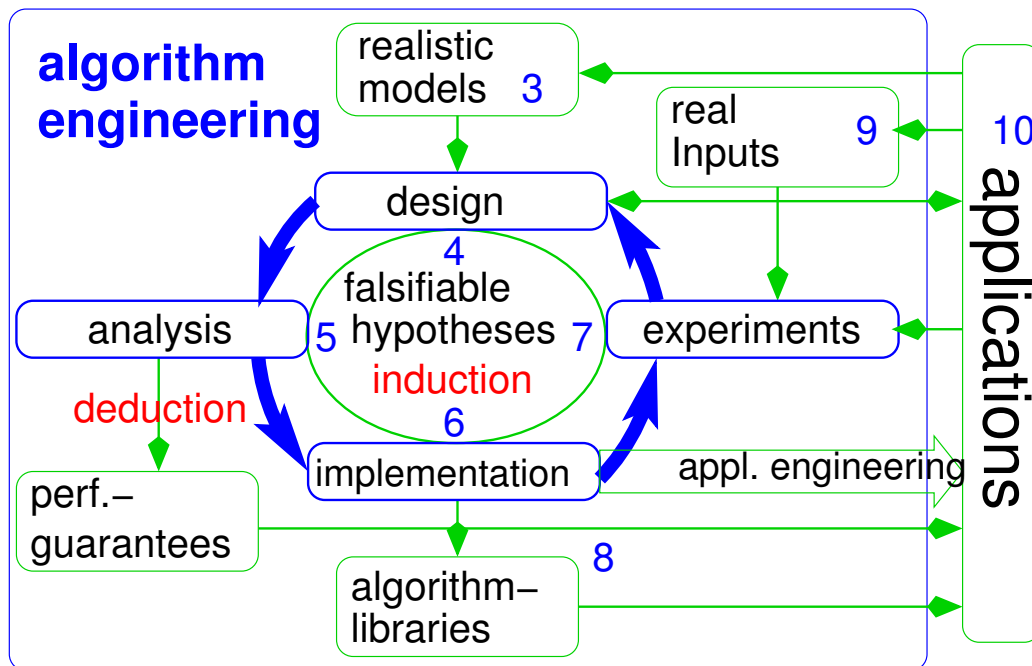 algorithm
engineering
realistic
models 3
real
Inputs 9
10
applications
design
4
falsifiable
hypotheses
5
7
induction
6
analysis
experiments
deduction
implementation
appl. engineering
perf.–
guarantees
8
algorithm–
libraries